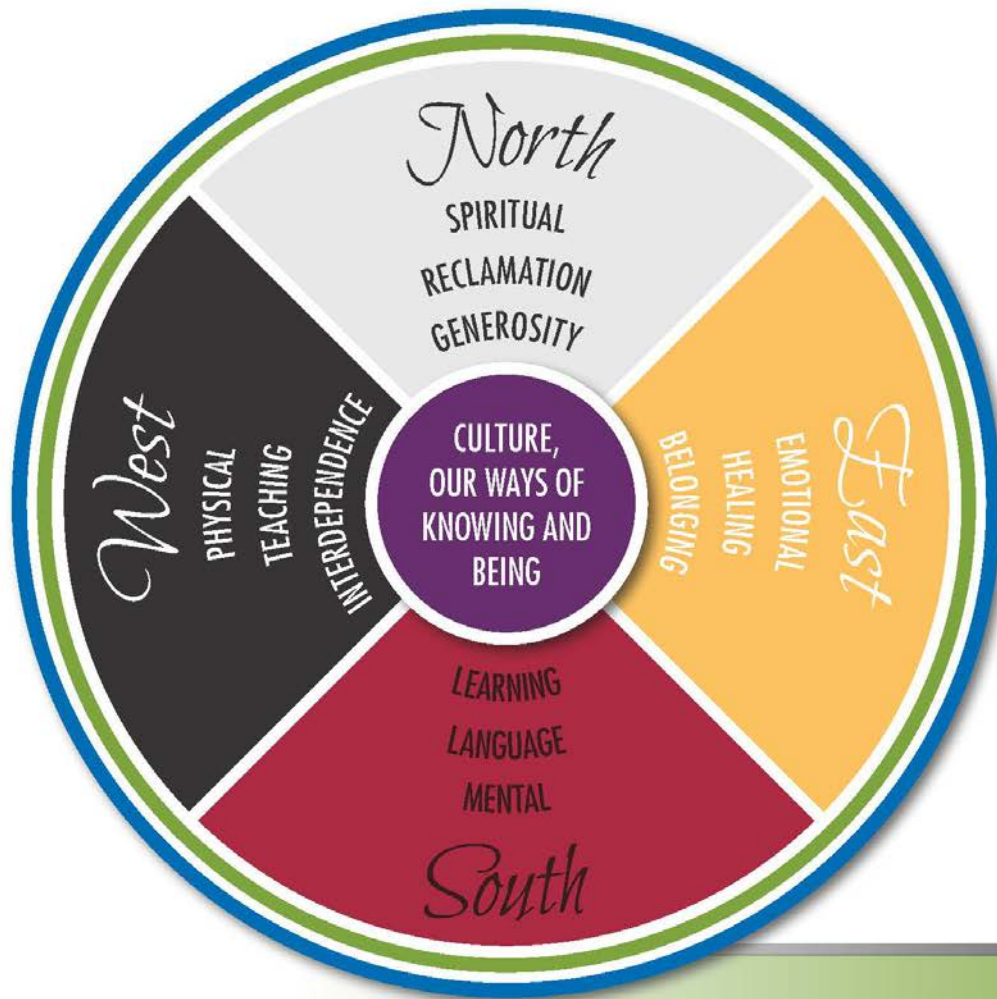 North
SPIRITUAL
RECLAMATION
GENEROSITY
West
PHYSICAL
TEACHING
INTERDEPENDENCE
CULTURE,
OUR WAYS OF
KNOWING AND
BEING
East
EMOTIONAL
HEALING
BELONGING
LEARNING
LANGUAGE
MENTAL
South